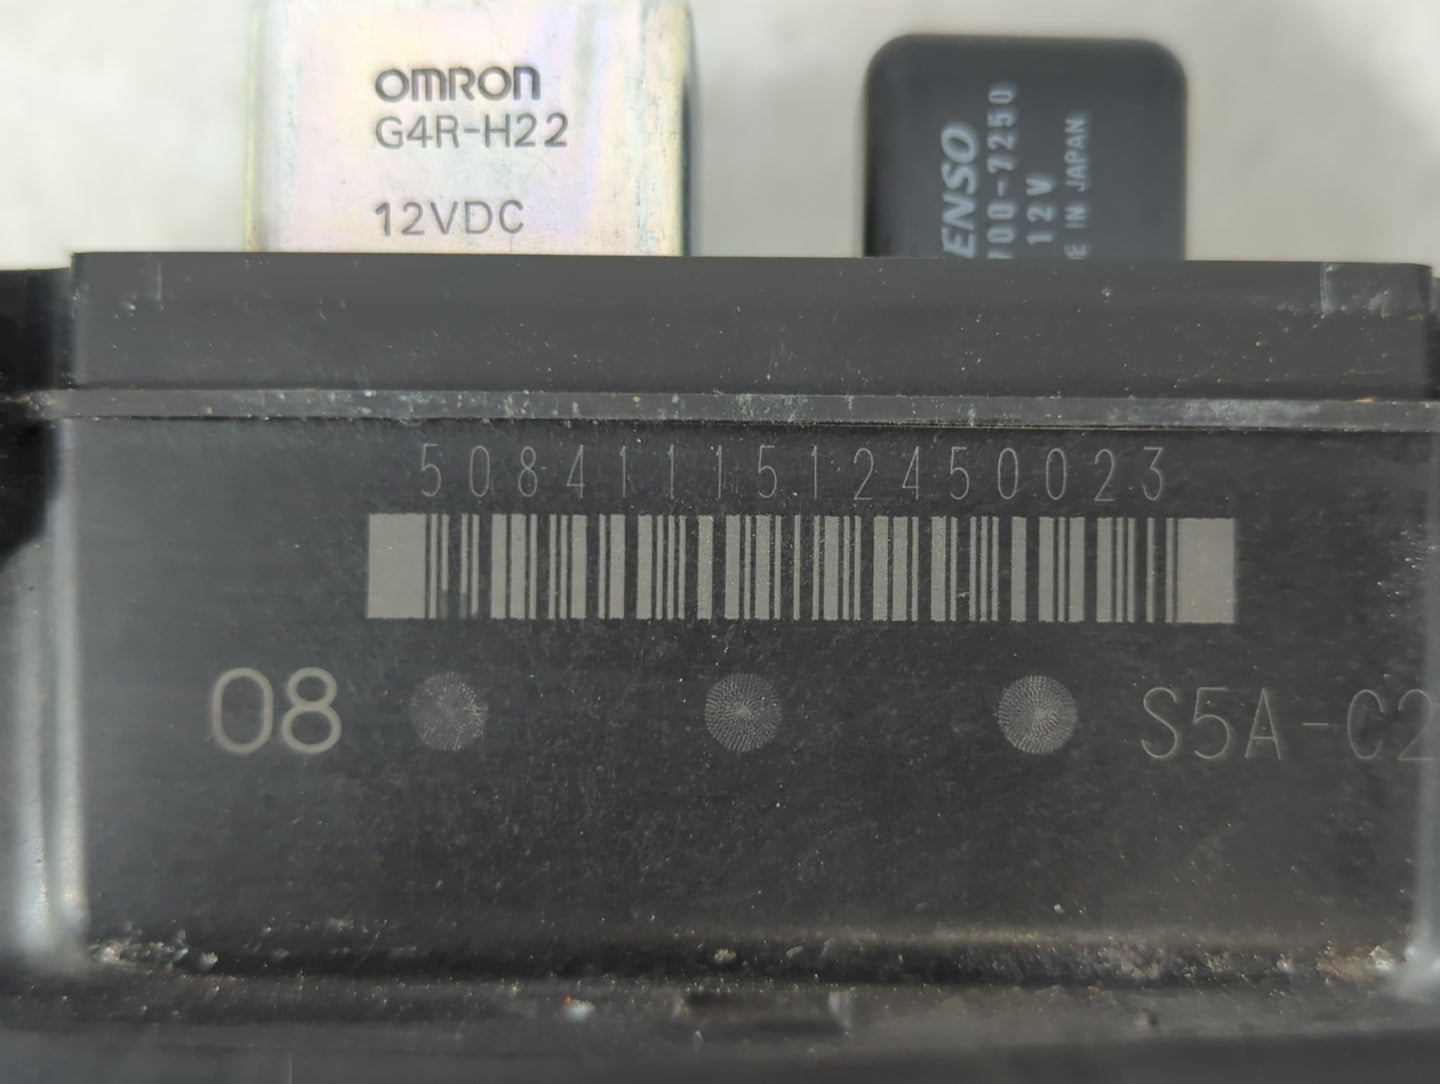 OMRON
G4R-H22
12VDC
ENSO
700-7250
12V
E IN JAPAN
5084111512450023
08
S5A-C2